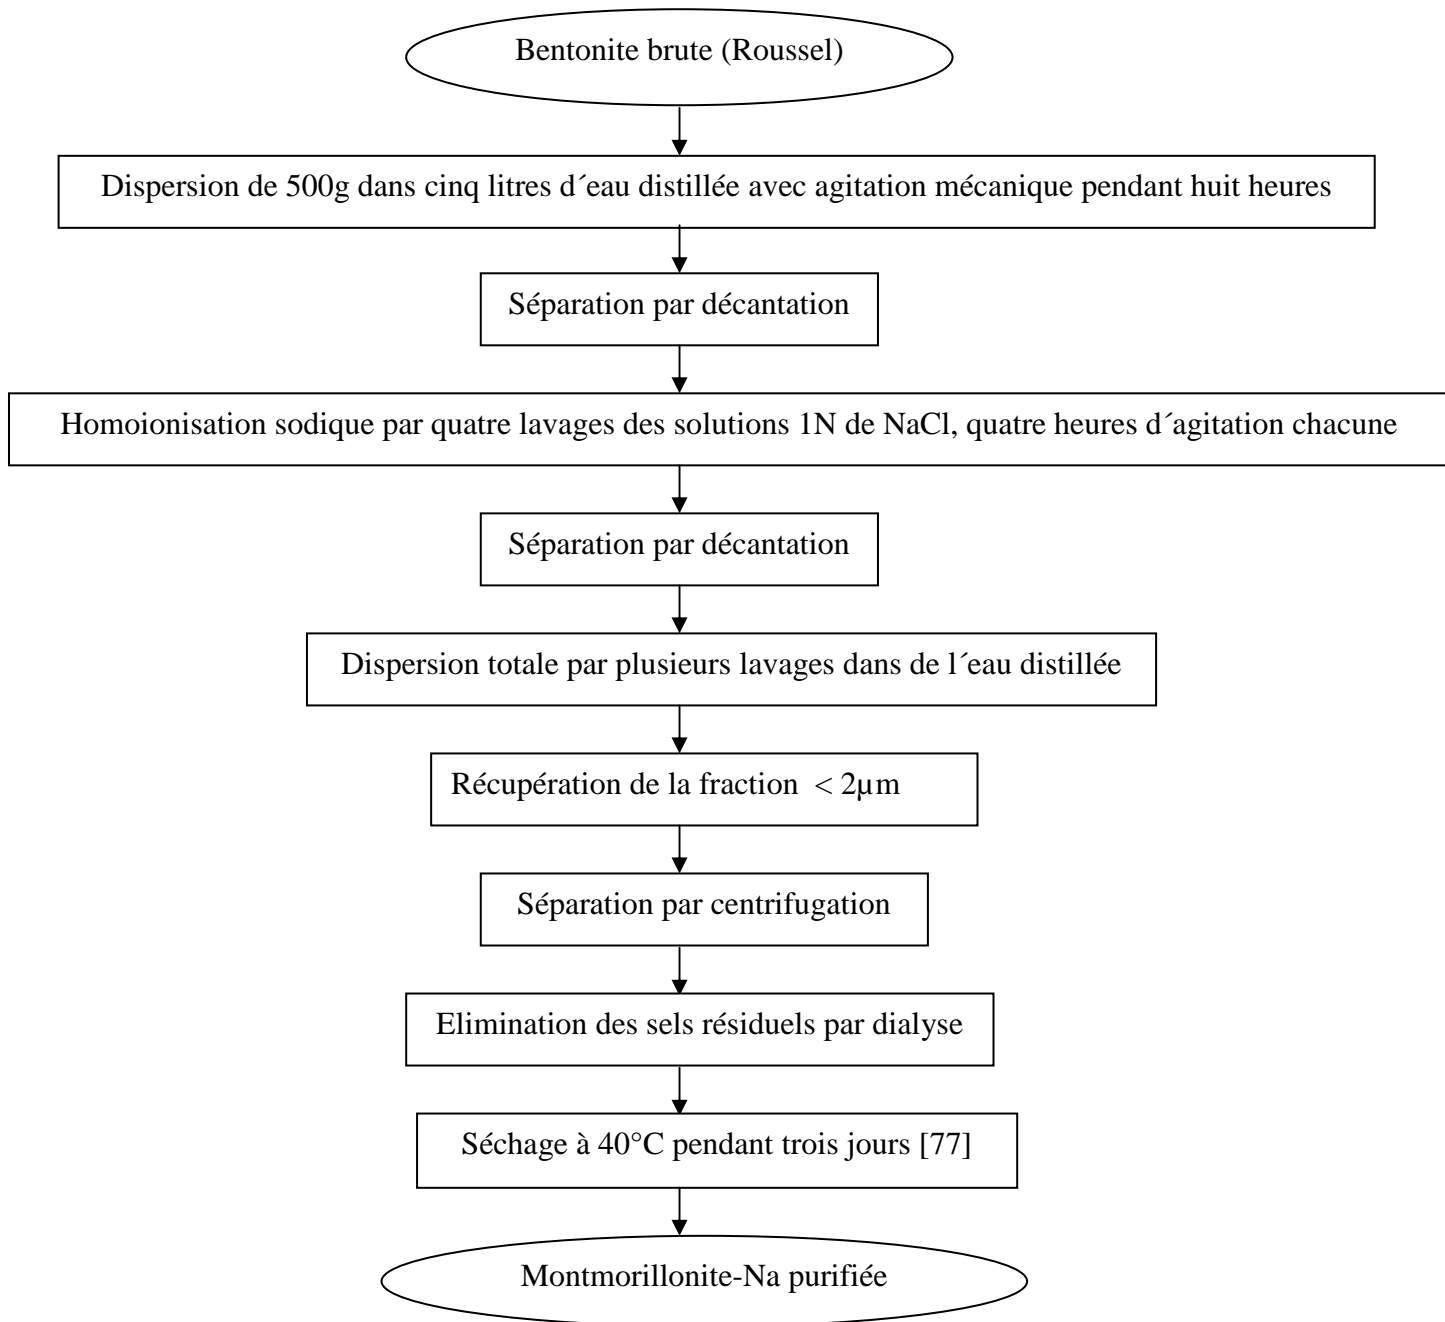 Bentonite brute (Roussel)
Dispersion de 500g dans cinq litres d´eau distillée avec agitation mécanique pendant huit heures
Séparation par décantation
Homoionisation sodique par quatre lavages des solutions 1N de NaCl, quatre heures d´agitation chacune
Séparation par décantation
Dispersion totale par plusieurs lavages dans de l´eau distillée
Récupération de la fraction < 2µm
Séparation par centrifugation
Elimination des sels résiduels par dialyse
Séchage à 40°C pendant trois jours [77]
Montmorillonite-Na purifiée